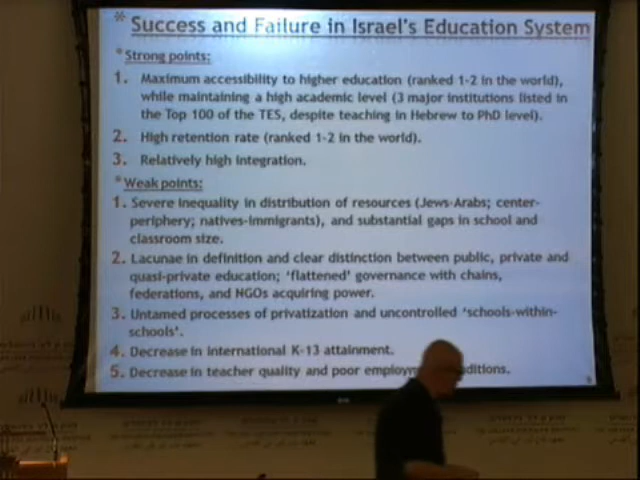 * Success and Failure in Israel's Education System
* Strong points:
1. Maximum accessibility to higher education (ranked 1-2 in the world),
while maintaining a high academic level (3 major institutions listed in
the Top 100 of the TES, despite teaching in Hebrew to PhD level).
2. High retention rate (ranked 1-2 in the world).
3. Relatively high integration.
* Weak points:
1. Severe inequality in distribution of resources (Jews-Arabs; center-
periphery; natives-immigrants), and substantial gaps in school and
classroom size.
2. Lacunae in definition and clear distinction between public, private and
quasi-private education; 'flattened' governance with chains,
federations, and NGOs acquiring power.
3. Untamed processes of privatization and uncontrolled 'schools-within-
schools'.
4. Decrease in international K-13 attainment.
5. Decrease in teacher quality and poor